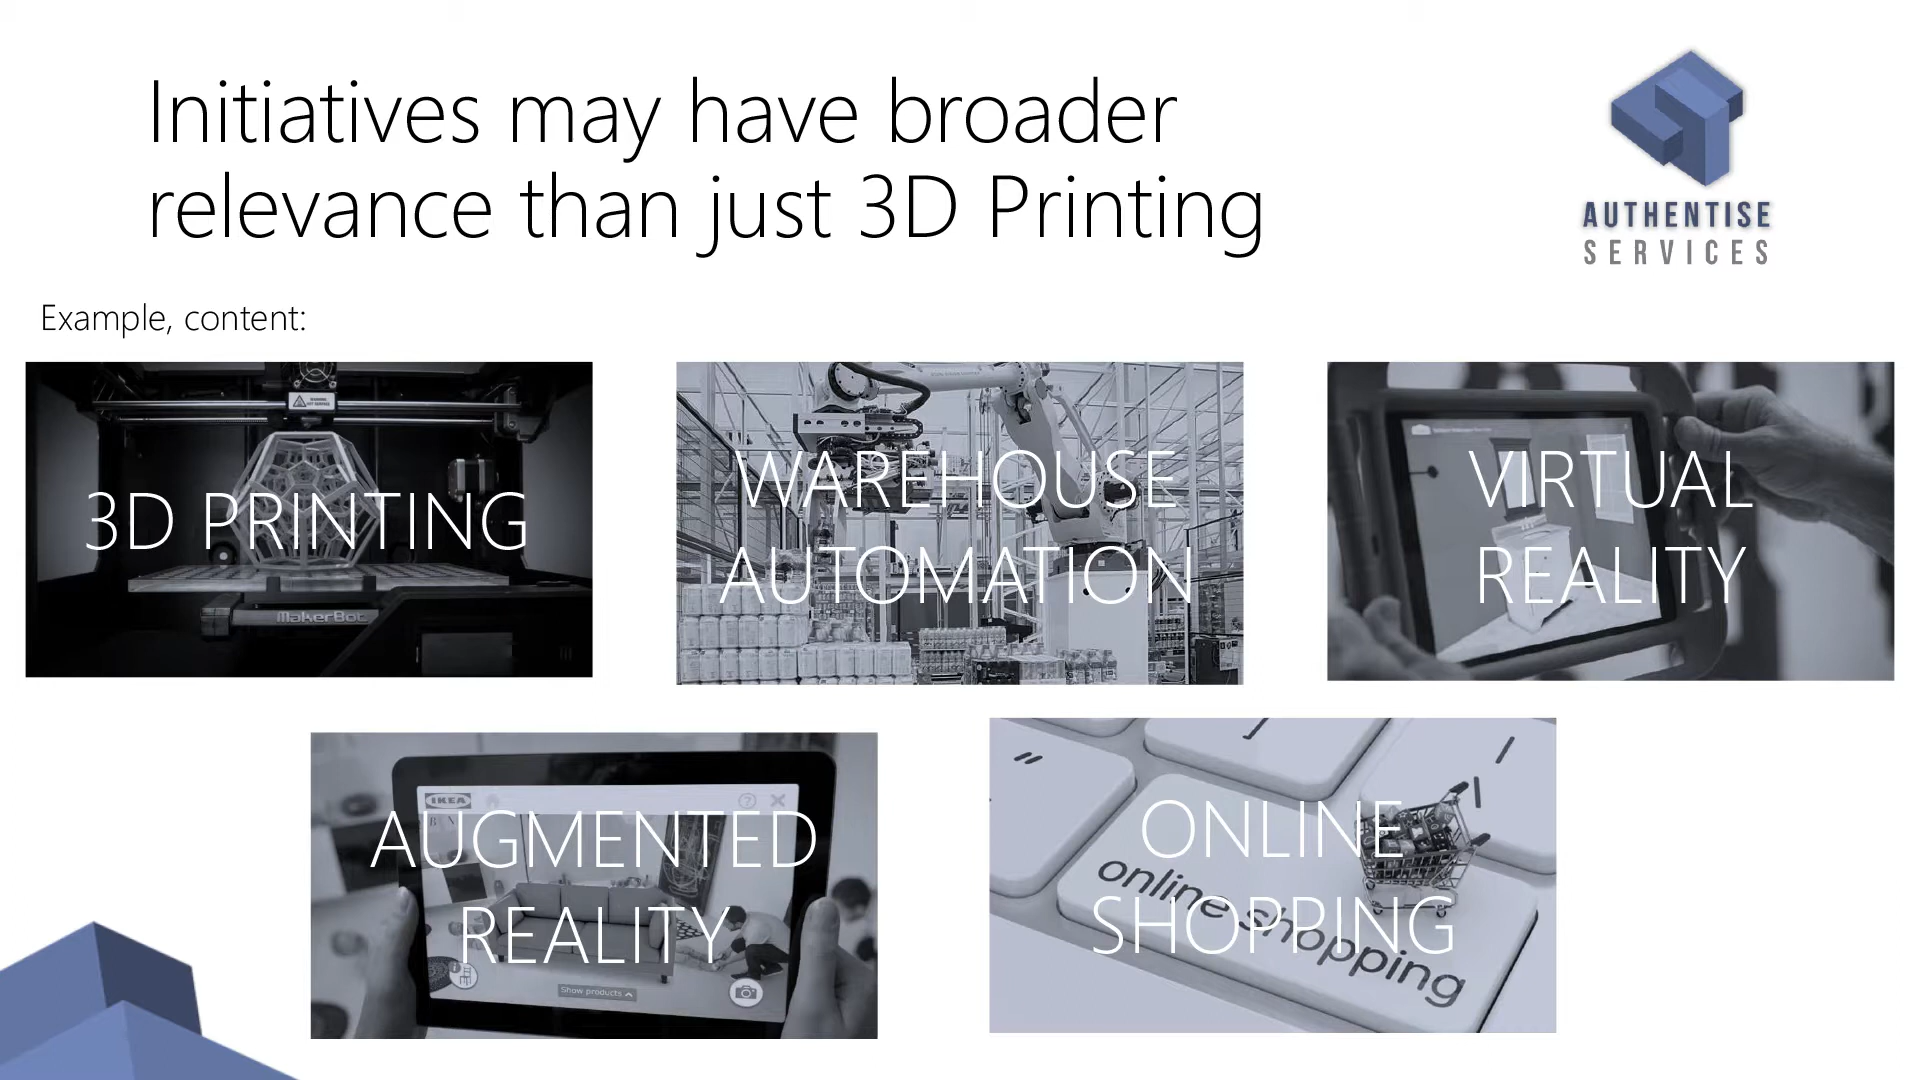 Initiatives may have broader
relevance than just 3D Printing
AUTHENTISE
SERVICES
Example, content:
3D PRINTING
MakerBot
WAREHOUSE
AUTOMATION
VIRTUAL
REALITY
IKEA
AUGMENTED
REALITY
Show products
ONLINE
SHOPPING
online shopping